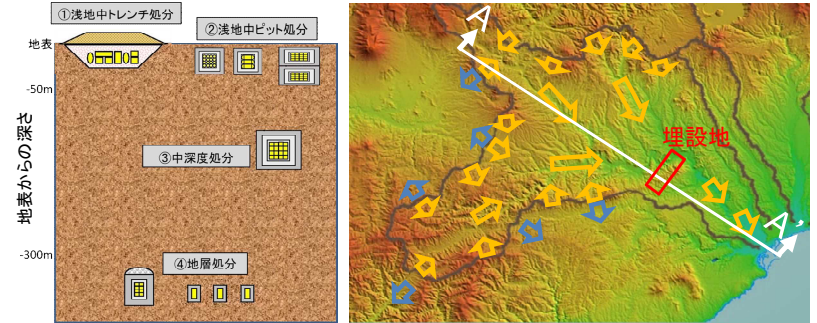 ①浅地中トレンチ処分
②浅地中ピット処分
地表
-50m
地表からの深さ
③中深度処分
-300m
④地層処分
A
埋設地
A’